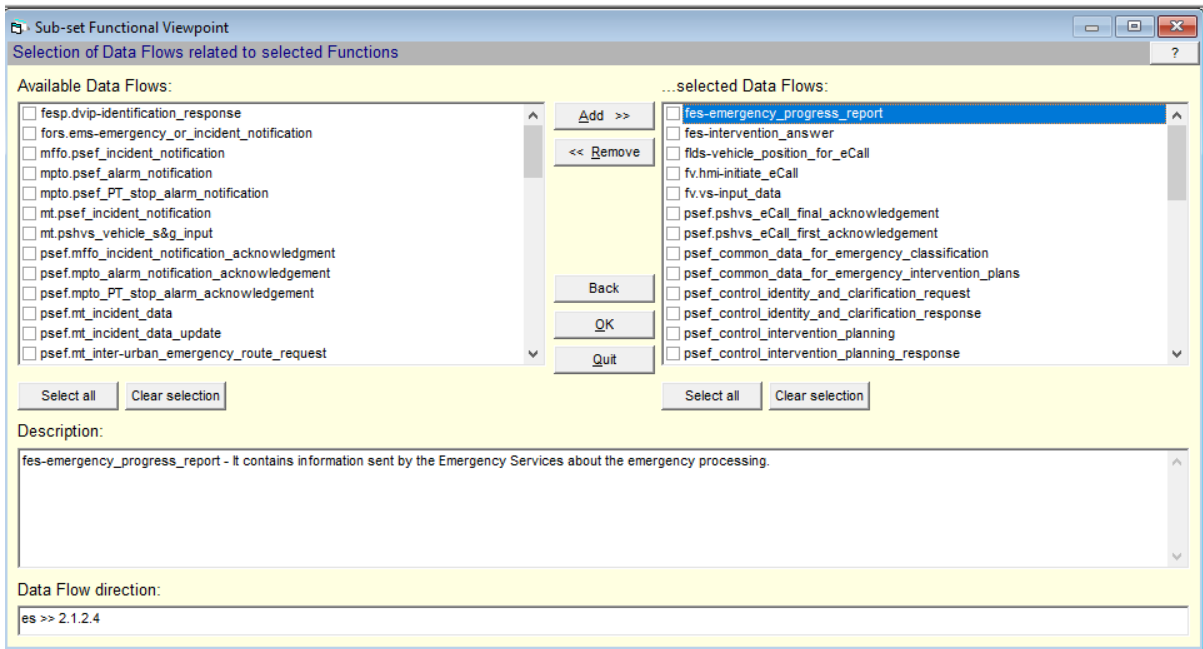 Sub-set Functional Viewpoint
Selection of Data Flows related to selected Functions
?
Available Data Flows:
fesp.dvip-identification_response
fors.ems-emergency_or_incident_notification
mffo.psef_incident_notification
mpto.psef_alarm_notification
mpto.psef_PT_stop_alarm_notification
mt.psef_incident_notification
mt.pshvs_vehicle_s&g_input
psef.mffo_incident_notification_acknowledgment
psef.mpto_alarm_notification_acknowledgement
psef.mpto_PT_stop_alarm_acknowledgement
psef.mt_incident_data
psef.mt_incident_data_update
psef.mt_inter-urban_emergency_route_request
Select all
Clear selection
Add >>
<< Remove
Back
OK
Quit
...selected Data Flows:
fes-emergency_progress_report
fes-intervention_answer
flds-vehicle_position_for_eCall
fv.hmi-initiate_eCall
fv.vs-input_data
psef.pshvs_eCall_final_acknowledgement
psef.pshvs_eCall_first_acknowledgement
psef_common_data_for_emergency_classification
psef_common_data_for_emergency_intervention_plans
psef_control_identity_and_clarification_request
psef_control_identity_and_clarification_response
psef_control_intervention_planning
psef_control_intervention_planning_response
Select all
Clear selection
Description:
fes-emergency_progress_report - It contains information sent by the Emergency Services about the emergency processing.
Data Flow direction:
es >> 2.1.2.4